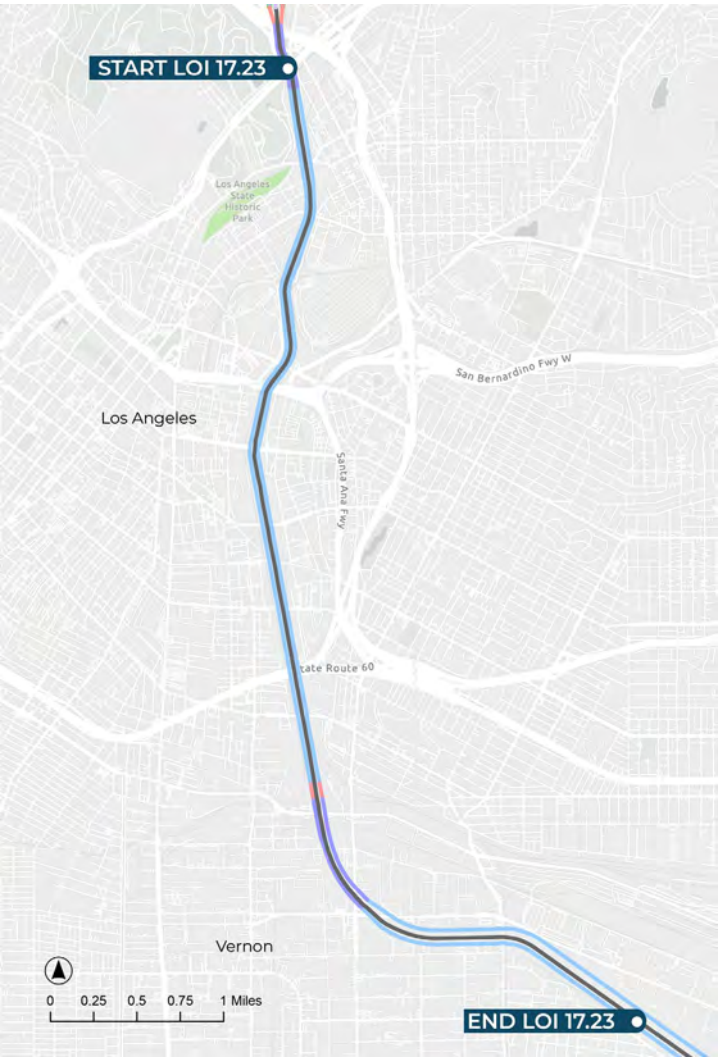 START LOI 17.23
Los Angeles
State
Historic
Park
San Bernardino Fwy W
Los Angeles
Santa Ana Fwy
tate Route 60
Vernon
0 0.25 0.5 0.75 1 Miles
END LOI 17.23